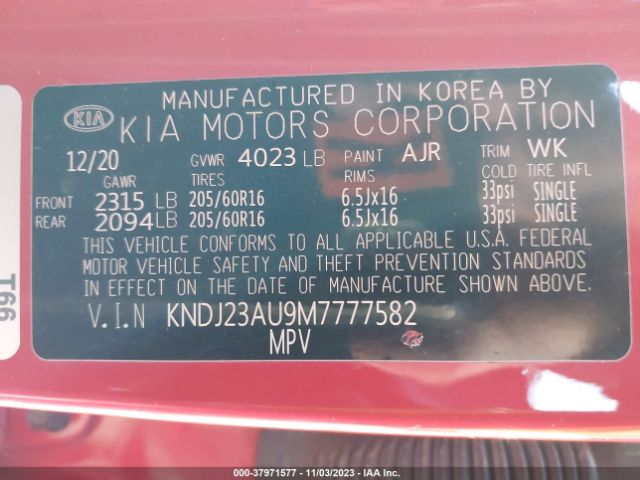 MANUFACTURED IN KOREA BY
KIA KIA MOTORS CORPORATION
12/20 GVWR 4023 LB PAINT AJR TRIM WK
GAWR TIRES RIMS COLD TIRE INFL
FRONT 2315 LB 205/60R16 6.5Jx16 33psi SINGLE
REAR 2094 LB 205/60R16 6.5Jx16 33psi SINGLE
THIS VEHICLE CONFORMS TO ALL APPLICABLE U.S.A. FEDERAL
MOTOR VEHICLE SAFETY AND THEFT PREVENTION STANDARDS
IN EFFECT ON THE DATE OF MANUFACTURE SHOWN ABOVE.
V.I.N KNDJ23AU9M7777582
MPV
T66
000-37971577 - 11/03/2023 - IAA Inc.